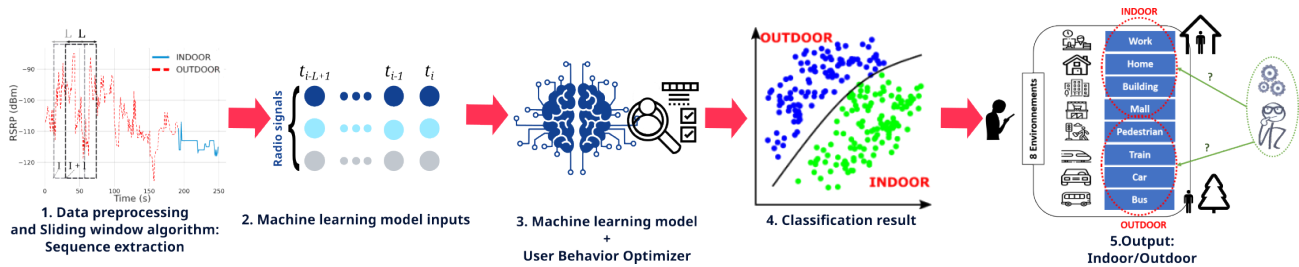 L L
INDOOR
OUTDOOR
RSRP (dBm)
−80
−90
−100
−110
−120
0 50 100 150 200 250
Time (s)
1. Data preprocessing
and Sliding window algorithm:
Sequence extraction
Radio signals
t_{i-L+1} t_{i-1} t_i
2. Machine learning model inputs
3. Machine learning model
+
User Behavior Optimizer
OUTDOOR
INDOOR
4. Classification result
INDOOR
8 Environnements
Work
Home
Building
Mall
Pedestrian
Train
Car
Bus
?
?
OUTDOOR
5.Output:
Indoor/Outdoor